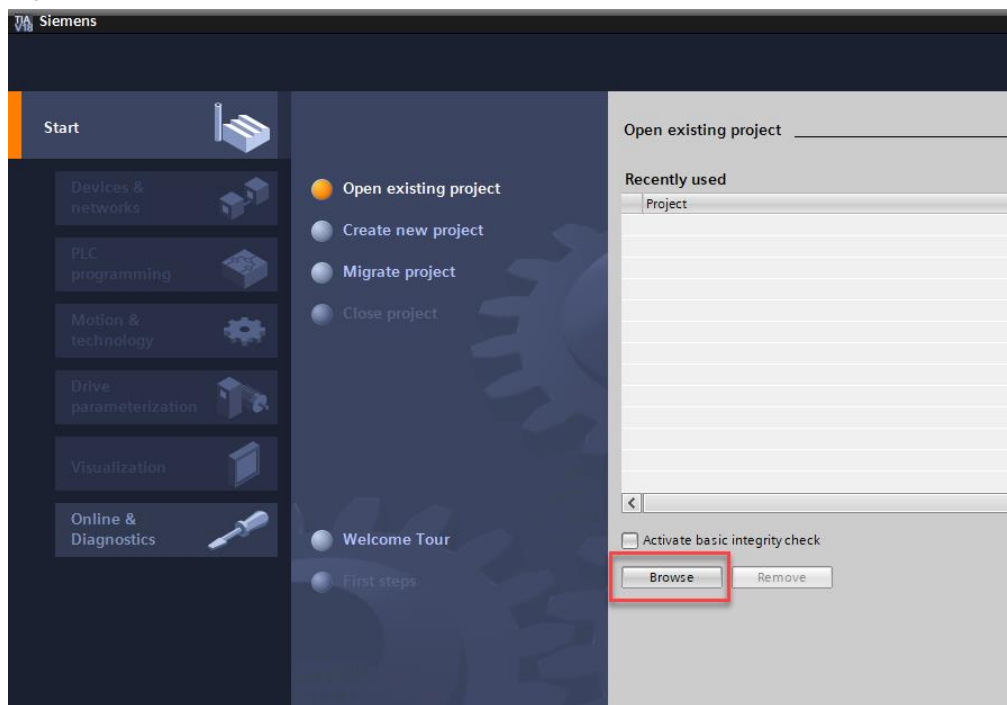 TIA
V18
Siemens
Start
Devices &
networks
PLC
programming
Motion &
technology
Drive
parameterization
Visualization
Online &
Diagnostics
Open existing project
Create new project
Migrate project
Close project
Welcome Tour
First steps
Open existing project
Recently used
Project
Activate basic integrity check
Browse
Remove